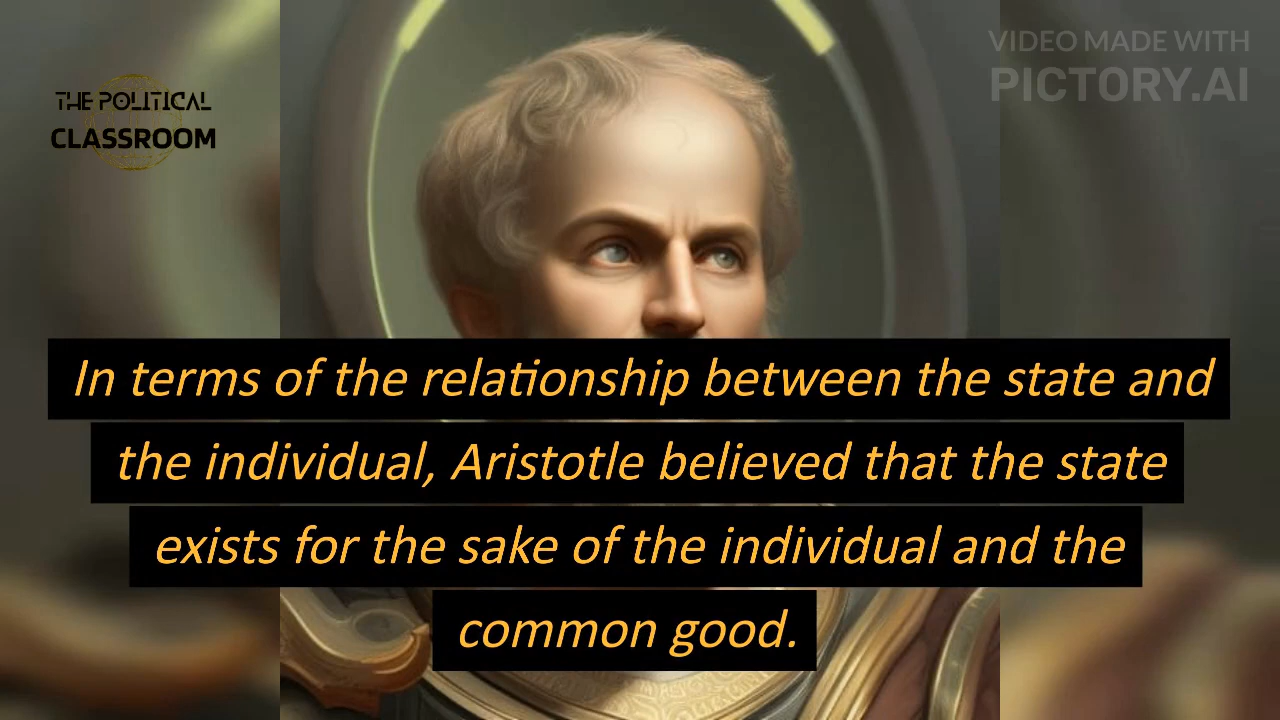 THE POLITICAL
CLASSROOM
VIDEO MADE WITH
PICTORY.AI
In terms of the relationship between the state and
the individual, Aristotle believed that the state
exists for the sake of the individual and the
common good.